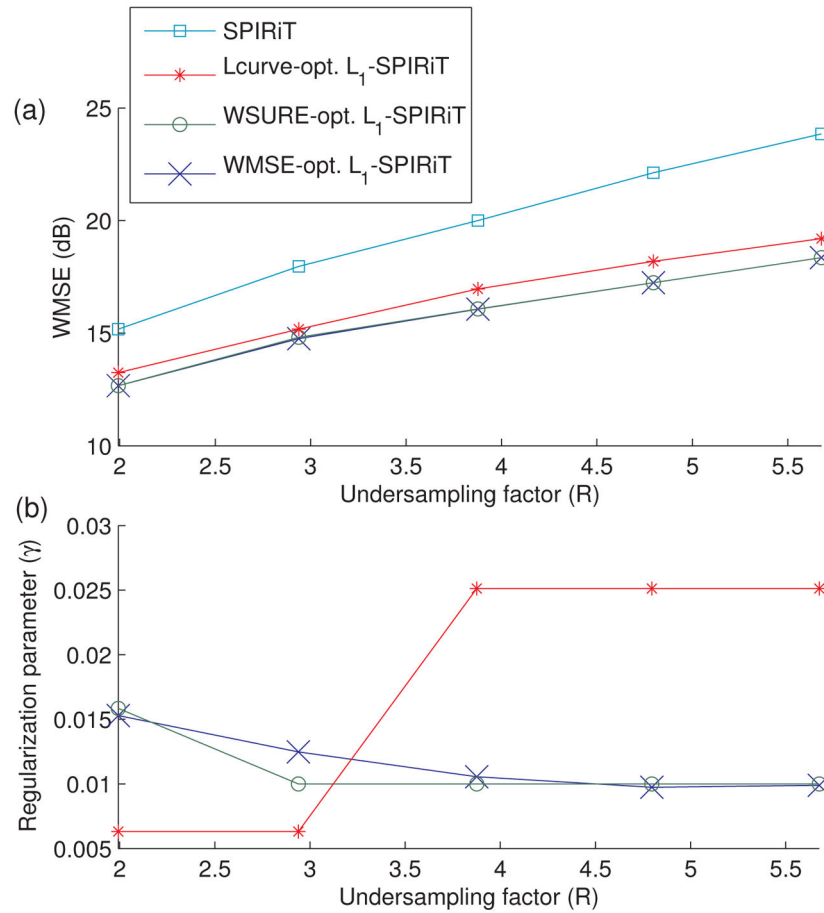 SPIRiT
Lcurve-opt. L1-SPIRiT
WSURE-opt. L1-SPIRiT
WMSE-opt. L1-SPIRiT
(a)
25
20
15
10
WMSE (dB)
2 2.5 3 3.5 4 4.5 5 5.5
Undersampling factor (R)
(b)
0.03
0.025
0.02
0.015
0.01
0.005
Regularization parameter (γ)
2 2.5 3 3.5 4 4.5 5 5.5
Undersampling factor (R)